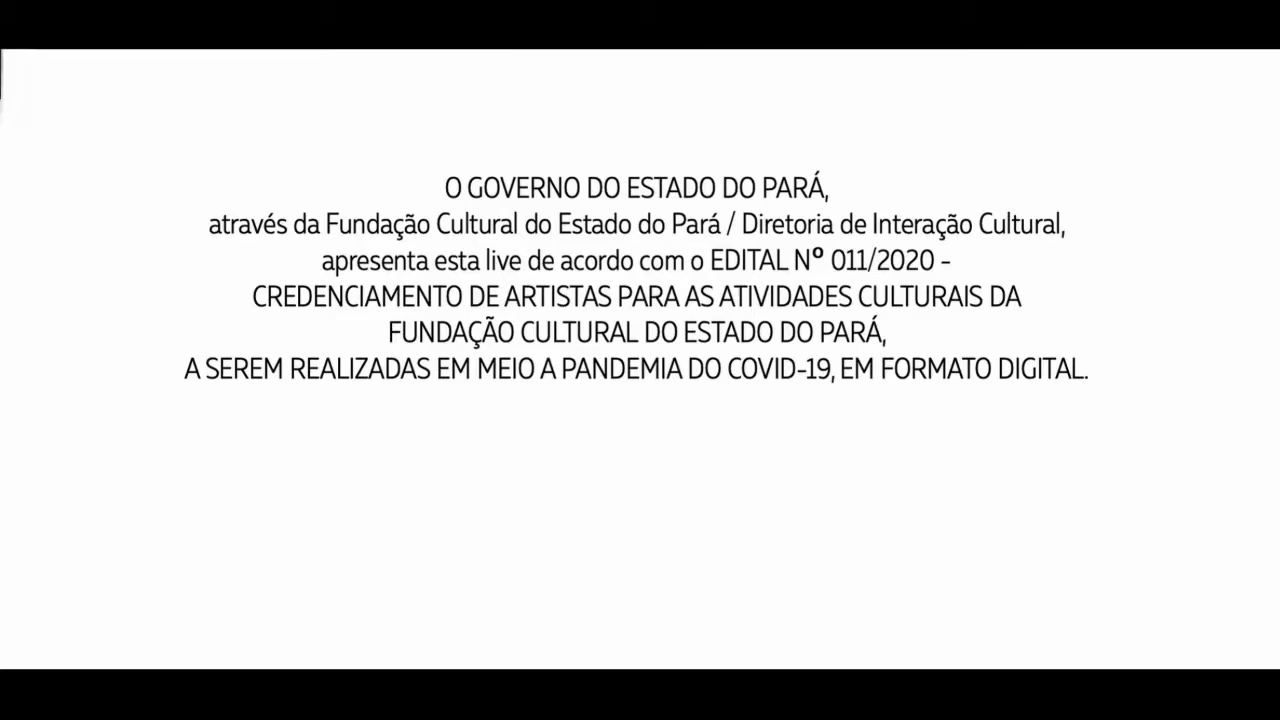 O GOVERNO DO ESTADO DO PARÁ,
através da Fundação Cultural do Estado do Pará / Diretoria de Interação Cultural,
apresenta esta live de acordo com o EDITAL Nº 011/2020 -
CREDENCIAMENTO DE ARTISTAS PARA AS ATIVIDADES CULTURAIS DA
FUNDAÇÃO CULTURAL DO ESTADO DO PARÁ,
A SEREM REALIZADAS EM MEIO A PANDEMIA DO COVID-19, EM FORMATO DIGITAL.